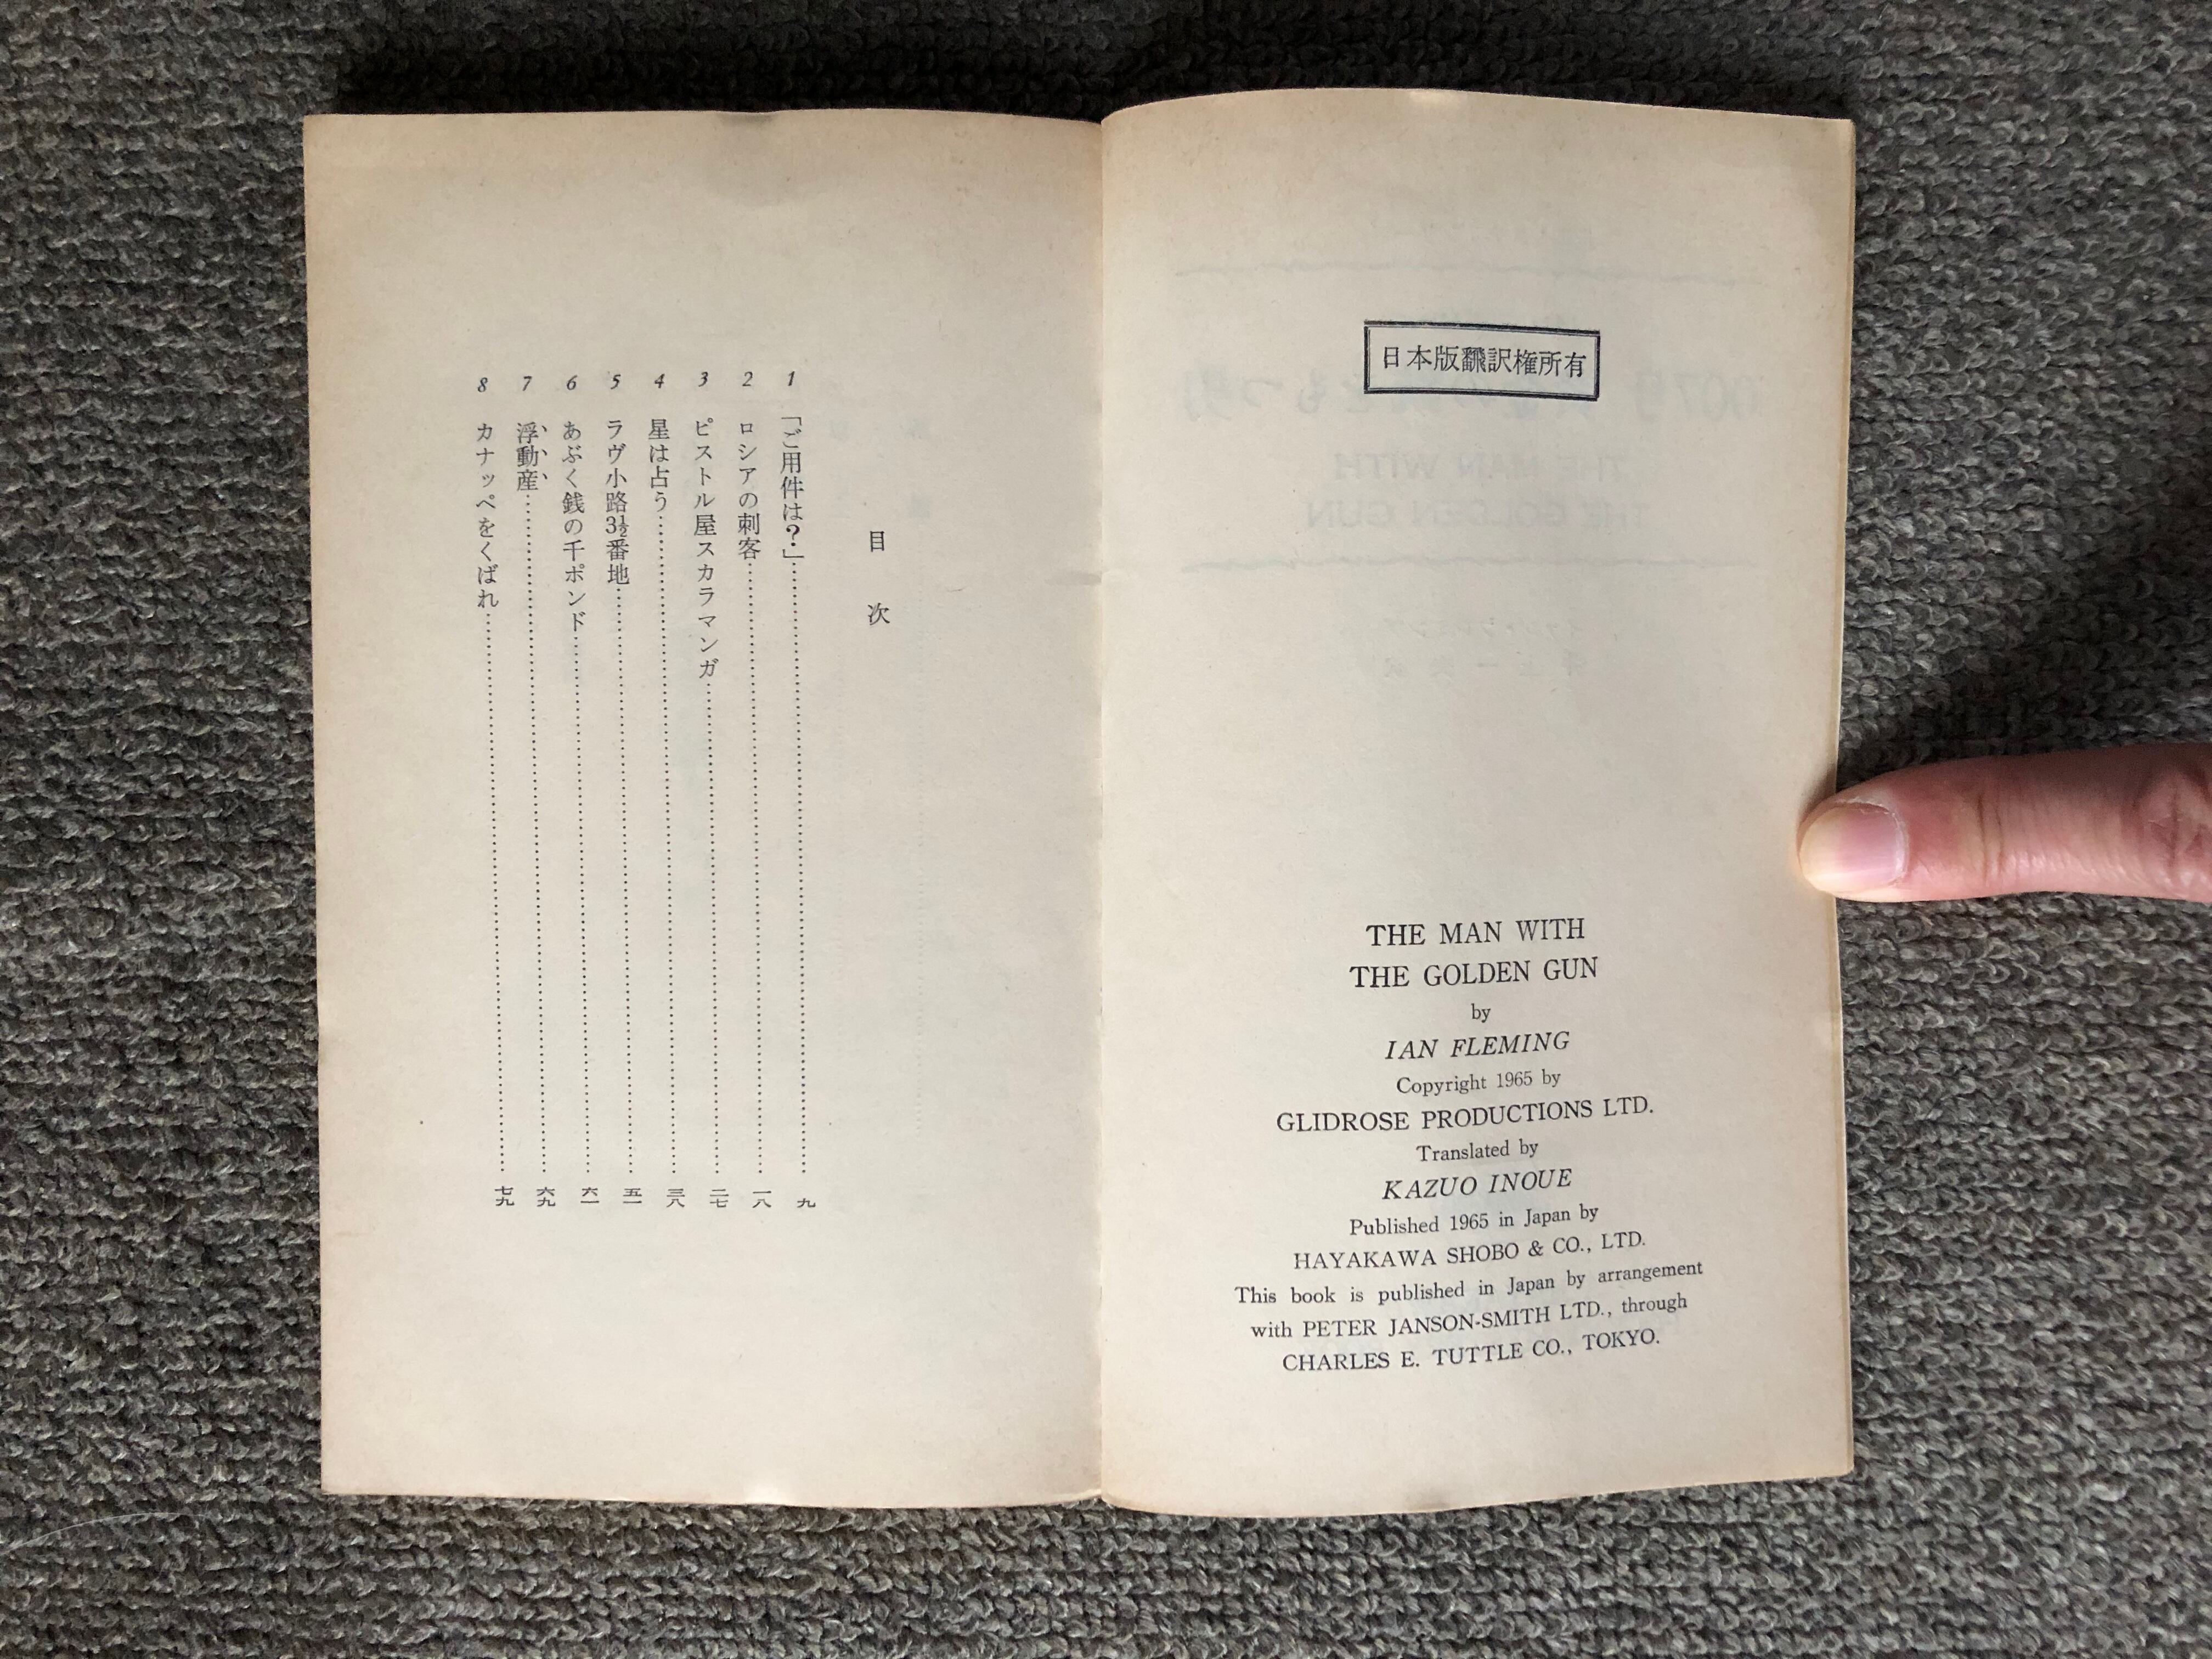 日本版翻訳権所有
THE MAN WITH
THE GOLDEN GUN
by
IAN FLEMING
Copyright 1965 by
GLIDROSE PRODUCTIONS LTD.
Translated by
KAZUO INOUE
Published 1965 in Japan by
HAYAKAWA SHOBO & CO., LTD.
This book is published in Japan by arrangement
with PETER JANSON-SMITH LTD., through
CHARLES E. TUTTLE CO., TOKYO.
目次
1 「ご用件は?」……九
2 ロシアの刺客……一八
3 ピストル屋スカラマンガ……二七
4 星は占う……三八
5 ラヴ小路3½番地……五一
6 あぶく銭の千ポンド……六一
7 浮動産……六九
8 カナッペをくばれ……七九